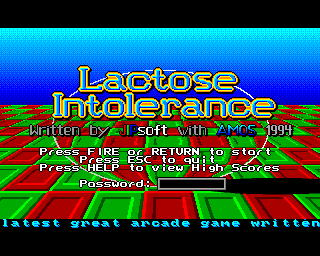 Lactose
Intolerance
Written by JPsoft with AMOS 1994
Press FIRE or RETURN to start
Press ESC to quit
Press HELP to view High Scores
Password:
latest great arcade game written